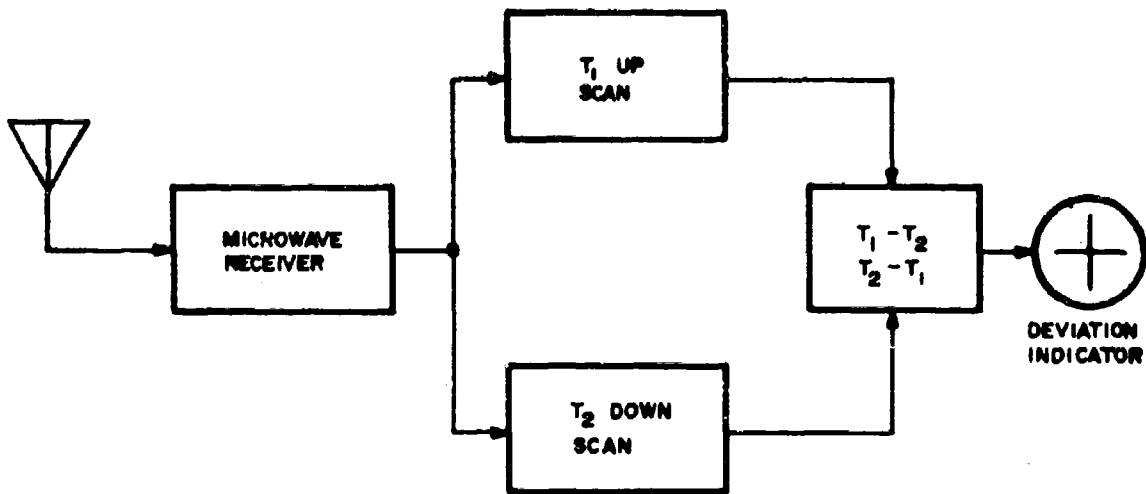 T₁ UP
SCAN
MICROWAVE
RECEIVER
T₁ - T₂
T₂ - T₁
DEVIATION
INDICATOR
T₂ DOWN
SCAN